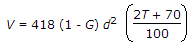 V = 418 (1 - G) d² (2T + 70 / 100)